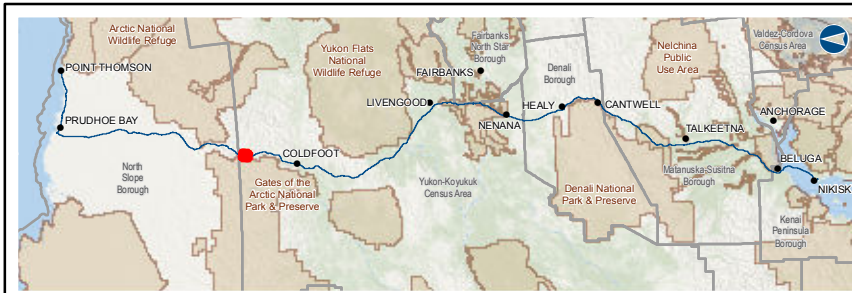 Arctic National
Wildlife Refuge
POINT THOMSON
PRUDHOE BAY
North
Slope
Borough
COLDFOOT
Gates of the
Arctic National
Park & Preserve
Yukon Flats
National
Wildlife Refuge
Fairbanks
North Star
Borough
FAIRBANKS
LIVENGOOD
NENANA
Yukon-Koyukuk
Census Area
Denali
Borough
HEALY
CANTWELL
Denali National
Park & Preserve
Nelchina
Public
Use Area
Valdez-Cordova
Census Area
ANCHORAGE
TALKEETNA
Matanuska-Susitna
Borough
BELUGA
NIKISKI
Kenai
Peninsula
Borough